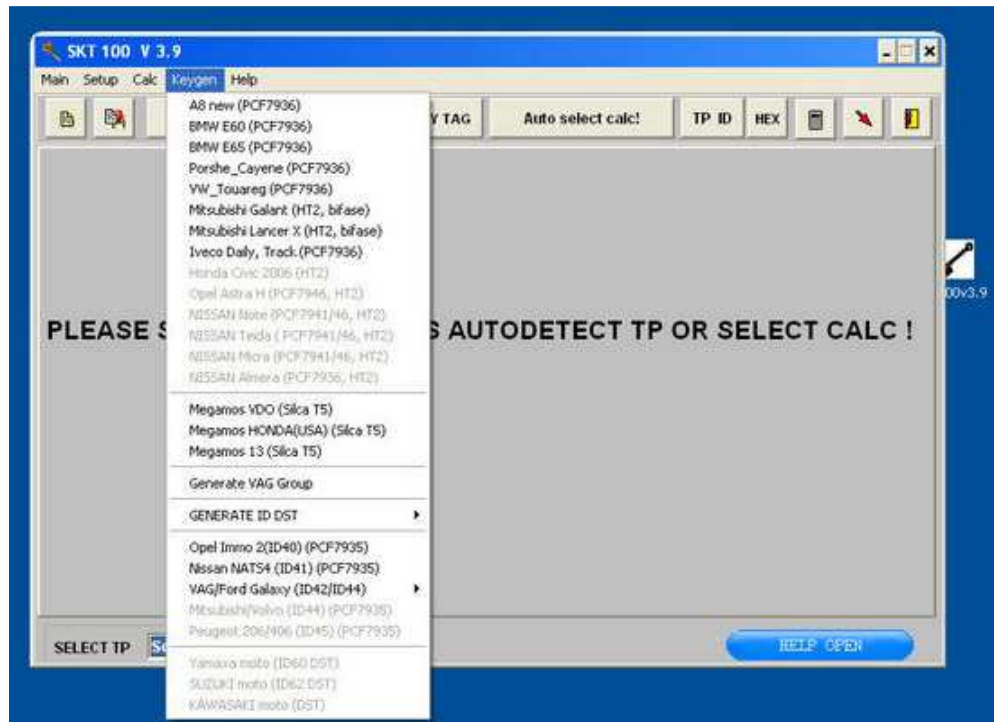 SKT 100 V 3.9
Main Setup Calc Keygen Help
Y TAG Auto select calc! TP ID HEX
A8 new (PCF7936)
BMW E60 (PCF7936)
BMW E65 (PCF7936)
Porshe_Cayene (PCF7936)
VW_Touareg (PCF7936)
Mitsubishi Galant (HT2, bifase)
Mitsubishi Lancer X (HT2, bifase)
Iveco Daily, Track.(PCF7936)
Honda Civic 2006 (HT2)
Opel Astra H (PCF7946, HT2)
NISSAN Note (PCF7941/46, HT2)
NISSAN Teida ( PCF7941/46, HT2)
NISSAN Micra (PCF7941/46, HT2)
NISSAN Almera (PCF7936, HT2)
00v3.9
PLEASE S S AUTODETECT TP OR SELECT CALC !
Megamos VDO (Silca T5)
Megamos HONDA(USA) (Silca T5)
Megamos 13 (Silca T5)
Generate VAG Group
GENERATE ID DST
Opel Immo 2(ID40) (PCF7935)
Nissan NATS4 (ID41) (PCF7935)
VAG/Ford Galaxy (ID42/ID44)
Mitsubishi/Volvo (ID44) (PCF7935)
Peugeot 206/406 (ID45) (PCF7935)
SELECT TP Se HELP OPEN
Yamaxa moto (ID60 DST)
SUZUKI moto (ID62 DST)
KAWASAKI moto (DST)